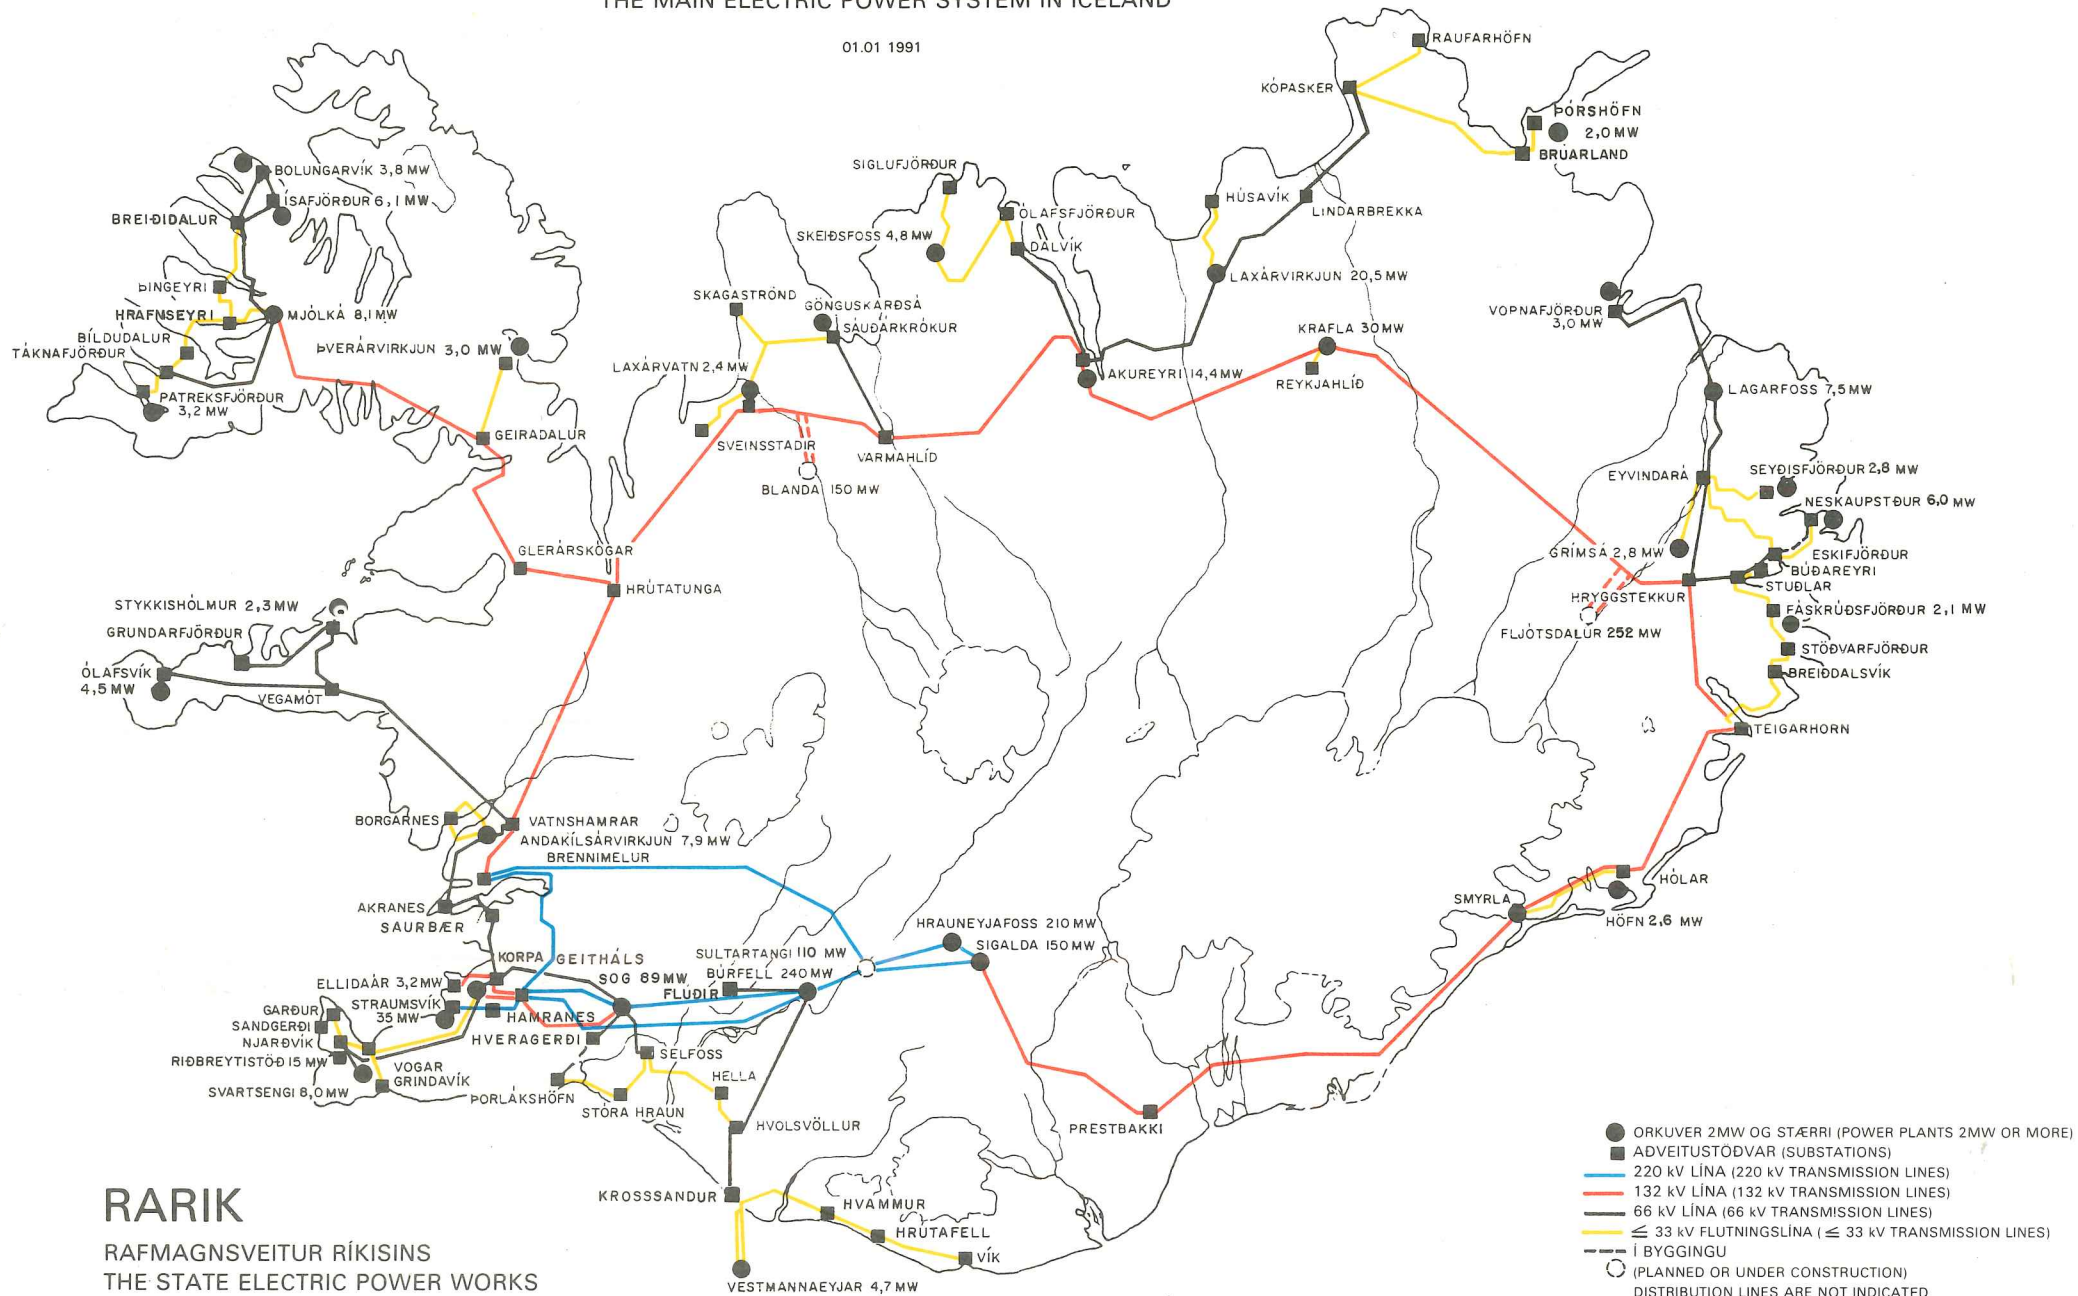 THE MAIN ELECTRIC POWER SYSTEM IN ICELAND
01.01 1991
RAUFARHÖFN
KÓPASKER
ÞÓRSHÖFN
2,0 MW
BRÚARLAND
SIGLUFJÖRÐUR
BOLUNGARVÍK 3,8 MW
ÍSAFJÖRÐUR 6,1 MW
BREIÐIDALUR
HÚSAVÍK
LINDARBREKKA
ÓLAFSFJÖRÐUR
SKEIÐSFOSS 4,8 MW
DALVÍK
LAXÁRVIRKJUN 20,5 MW
ÞINGEYRI
HRAFNSEYRI
MJÓLKÁ 8,1 MW
SKAGASTRÖND
GÖNGUSKARÐSÁ
SAUÐÁRKRÓKUR
VOPNAFJÖRÐUR
3,0 MW
KRAFLA 30 MW
BÍLDUDALUR
TÁKNAFJÖRÐUR
ÞVERÁRVIRKJUN 3,0 MW
LAXÁRVATN 2,4 MW
AKUREYRI 14,4 MW
REYKJAHLÍÐ
LAGARFOSS 7,5 MW
PATREKSFJÖRÐUR
3,2 MW
GEIRADALUR
SVEINSSTAÐIR
VARMAHLÍÐ
BLANDA 150 MW
EYVINDARÁ
SEYÐISFJÖRÐUR 2,8 MW
NESKAUPSTÐUR 6,0 MW
GLERÁRSKÓGAR
HRÚTATUNGA
GRÍMSÁ 2,8 MW
ESKIFJÖRÐUR
BÚÐAREYRI
STUÐLAR
HRYGGSTEKKUR
FÁSKRÚÐSFJÖRÐUR 2,1 MW
FLJÓTSDALUR 252 MW
STÖÐVARFJÖRÐUR
BREIÐDALSVÍK
STYKKISHÓLMUR 2,3 MW
GRUNDARFJÖRÐUR
ÓLAFSVÍK
4,5 MW
VEGAMÓT
TEIGARHORN
BORGARNES
VATNSHAMRAR
ANDAKÍLSÁRVIRKJUN 7,9 MW
BRENNIMELUR
AKRANES
SAURBÆR
HÓLAR
SMYRLA
HÖFN 2,6 MW
HRAUNEYJAFOSS 210 MW
SIGALDA 150 MW
SULTARTANGI 110 MW
BÚRFELL 240 MW
KORPA
GEITHÁLS
SOG 89 MW
FLÚÐIR
ELLIDAÁR 3,2 MW
STRAUMSVÍK
35 MW
HAMRANES
HVERAGERÐI
GARÐUR
SANDGERÐI
NJARÐVÍK
RIÐBREYTISTÖÐ 15 MW
SVARTSENGI 8,0 MW
VOGAR
GRINDAVÍK
ÞORLÁKSHÖFN
STÓRA HRAUN
SELFOSS
HELLA
HVOLSVÖLLUR
PRESTBAKKI
KROSSSANDUR
HVAMMUR
HRÚTAFELL
VÍK
VESTMANNAEYJAR 4,7 MW
RARIK
RAFMAGNSVEITUR RÍKISINS
THE STATE ELECTRIC POWER WORKS
ORKUVER 2MW OG STÆRRI (POWER PLANTS 2MW OR MORE)
AÐVEITUSTÖÐVAR (SUBSTATIONS)
220 kV LÍNA (220 kV TRANSMISSION LINES)
132 kV LÍNA (132 kV TRANSMISSION LINES)
66 kV LÍNA (66 kV TRANSMISSION LINES)
≤ 33 kV FLUTNINGSLÍNA (≤ 33 kV TRANSMISSION LINES)
Í BYGGINGU
(PLANNED OR UNDER CONSTRUCTION)
DISTRIBUTION LINES ARE NOT INDICATED